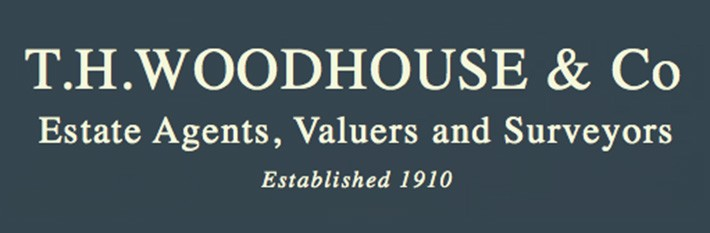 T.H.WOODHOUSE & Co
Estate Agents, Valuers and Surveyors
Established 1910